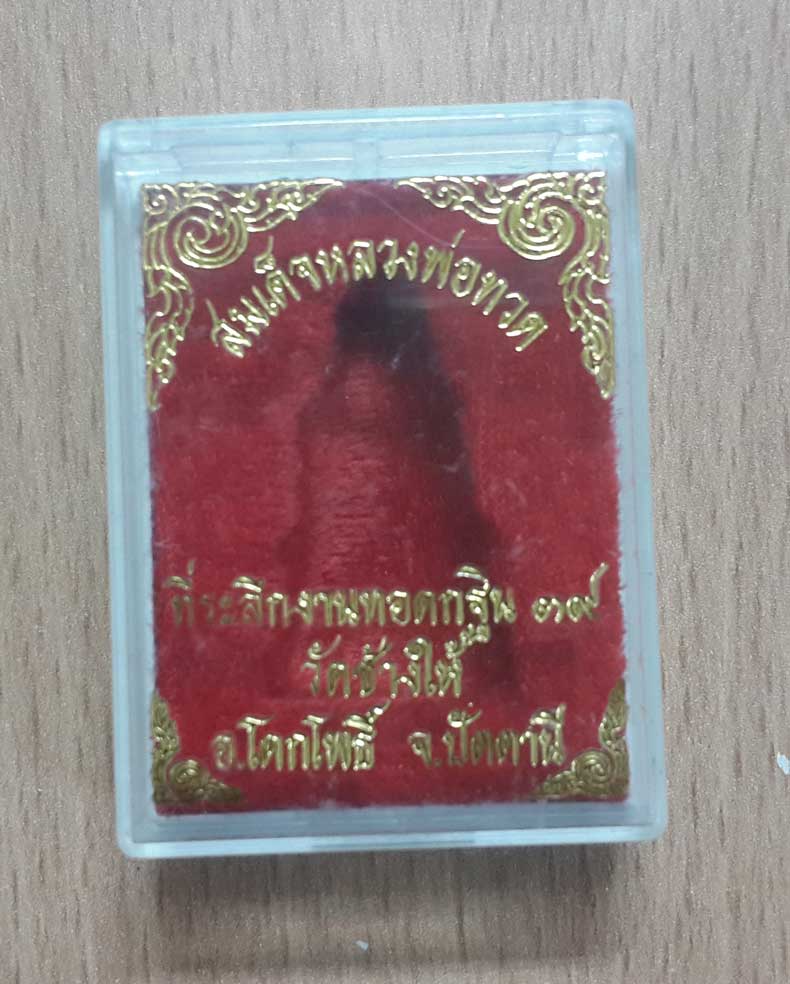 สมเด็จหลวงพ่อทวด
ที่ระลึกงานทอดกฐิน ๓๙
วัดช้างให้
อ.โคกโพธิ์ จ.ปัตตานี